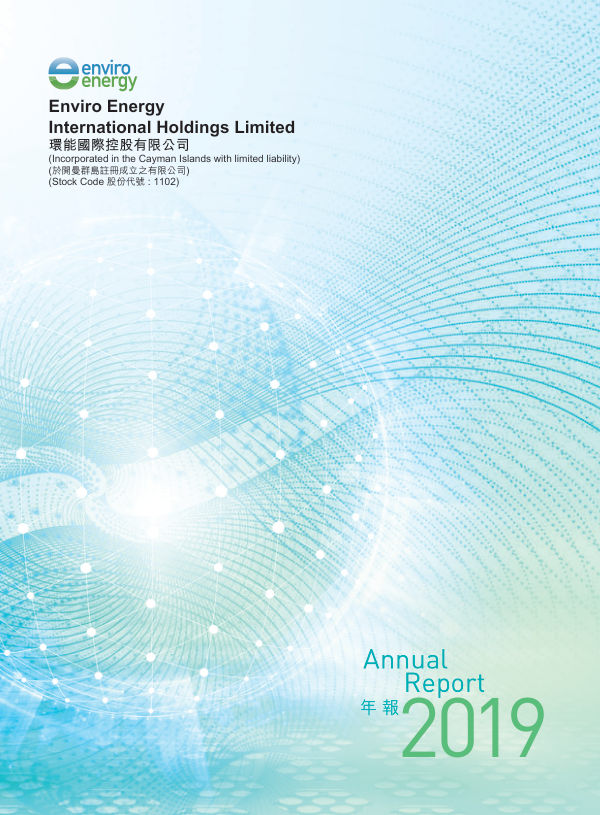 enviro
energy
Enviro Energy
International Holdings Limited
環能國際控股有限公司
(Incorporated in the Cayman Islands with limited liability)
(於開曼群島註冊成立之有限公司)
(Stock Code 股份代號 : 1102)
Annual
Report
年報 2019